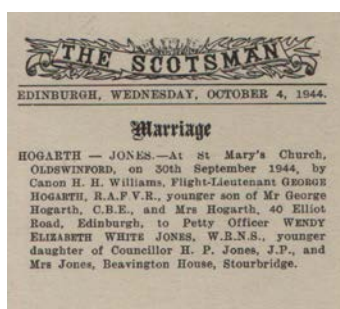 THE SCOTSMAN
EDINBURGH, WEDNESDAY, OCTOBER 4, 1944.
Marriage
HOGARTH — JONES.—At St Mary's Church,
OLDSWINFORD, on 30th September 1944, by
Canon H. H. Williams, Flight-Lieutenant GEORGE
HOGARTH, R.A.F V.R., younger son of Mr George
Hogarth, C.B.E., and Mrs Hogarth, 40 Elliot
Road, Edinburgh, to Petty Officer WENDY
ELIZABETH WHITE JONES, W.R.N.S., younger
daughter of Councillor H. P. Jones, J.P., and
Mrs Jones, Beavington House, Stourbridge.